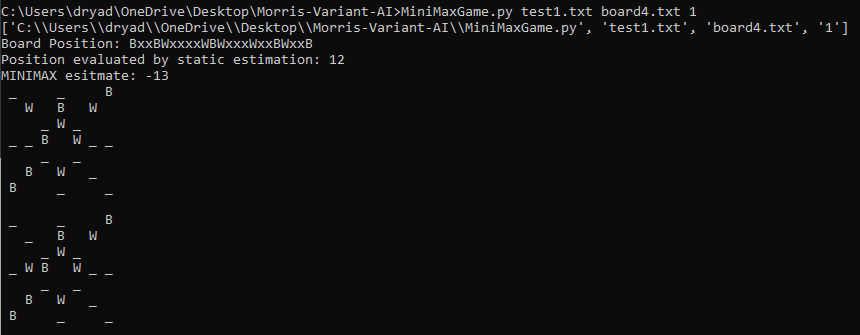 C:\Users\dryad\OneDrive\Desktop\Morris-Variant-AI>MiniMaxGame.py test1.txt board4.txt 1
['C:\\Users\\dryad\\OneDrive\\Desktop\\Morris-Variant-AI\\MiniMaxGame.py', 'test1.txt', 'board4.txt', '1']
Board Position: BxxBWxxxxWBWxxxWxxBWxxB
Position evaluated by static estimation: 12
MINIMAX esitmate: -13
 _     _     B
   W   B   W
     _ W _
 _ _ B   W _ _
     _   _
   B   W   _
 B     _     _

 _     _     B
   _   B   W
     _ W _
 _ W B   W _ _
     _   _
   B   W   _
 B     _     _